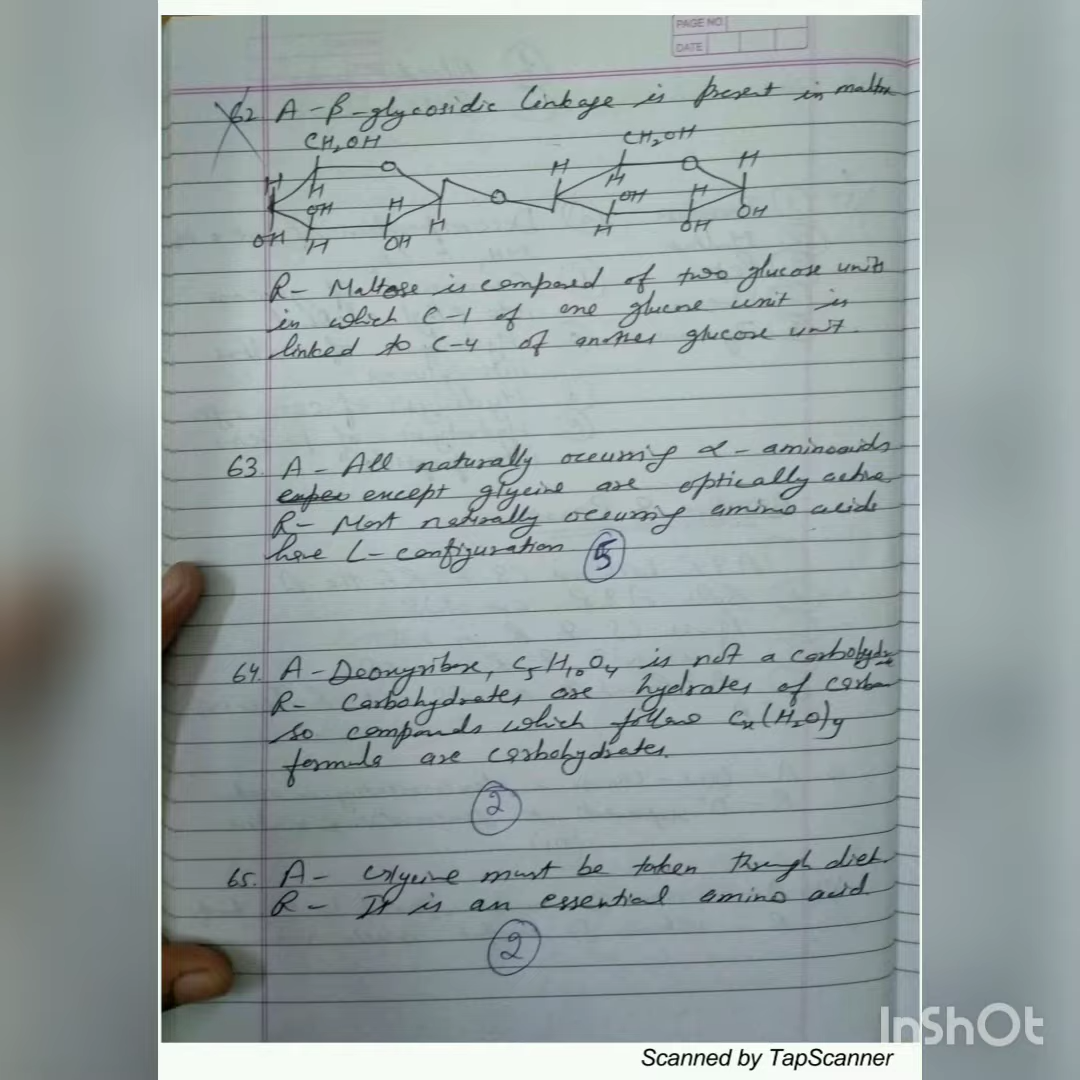 PAGE NO
DATE
62 A - β-glycosidic linkage is present in
CH2OH CH2OH
H O H O H
H H
OH H O OH H
OH H OH H H OH OH
R - Maltose is composed of two glucose units
in which C-1 of one glucose unit is
linked to C-4 of another glucose unit.
63. A - All naturally occurring α - aminoacids
except glycine are optically active
R - Most naturally occurring amino acids
have L - configuration 5
64. A - Deoxyribose, C5H10O4 is not a carbohydrate
R - Carbohydrates are hydrates of carbon
so compounds which follow Cx(H2O)y
formula are carbohydrates.
2
65. A - Glycine must be taken through diet.
R - It is an essential amino acid
2
InShOt
Scanned by TapScanner